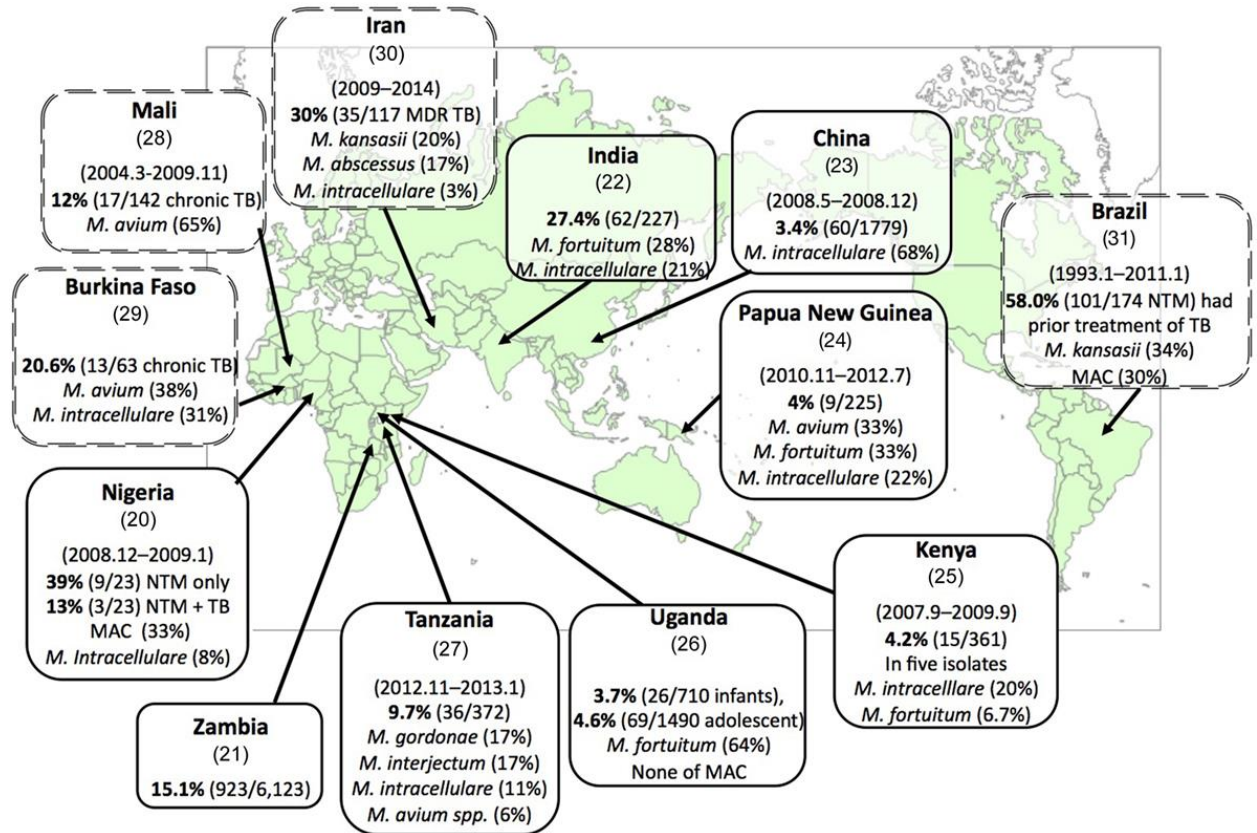 Iran
(30)
(2009–2014)
30% (35/117 MDR TB)
M. kansasii (20%)
M. abscessus (17%)
M. intracellulare (3%)
Mali
(28)
(2004.3-2009.11)
12% (17/142 chronic TB)
M. avium (65%)
India
(22)
27.4% (62/227)
M. fortuitum (28%)
M. intracellulare (21%)
China
(23)
(2008.5–2008.12)
3.4% (60/1779)
M. intracellulare (68%)
Brazil
(31)
(1993.1–2011.1)
58.0% (101/174 NTM) had
prior treatment of TB
M. kansasii (34%)
MAC (30%)
Burkina Faso
(29)
20.6% (13/63 chronic TB)
M. avium (38%)
M. intracellulare (31%)
Papua New Guinea
(24)
(2010.11–2012.7)
4% (9/225)
M. avium (33%)
M. fortuitum (33%)
M. intracellulare (22%)
Nigeria
(20)
(2008.12–2009.1)
39% (9/23) NTM only
13% (3/23) NTM + TB
MAC (33%)
M. Intracellulare (8%)
Kenya
(25)
(2007.9–2009.9)
4.2% (15/361)
In five isolates
M. intracelllare (20%)
M. fortuitum (6.7%)
Tanzania
(27)
(2012.11–2013.1)
9.7% (36/372)
M. gordonae (17%)
M. interjectum (17%)
M. intracellulare (11%)
M. avium spp. (6%)
Uganda
(26)
3.7% (26/710 infants),
4.6% (69/1490 adolescent)
M. fortuitum (64%)
None of MAC
Zambia
(21)
15.1% (923/6,123)